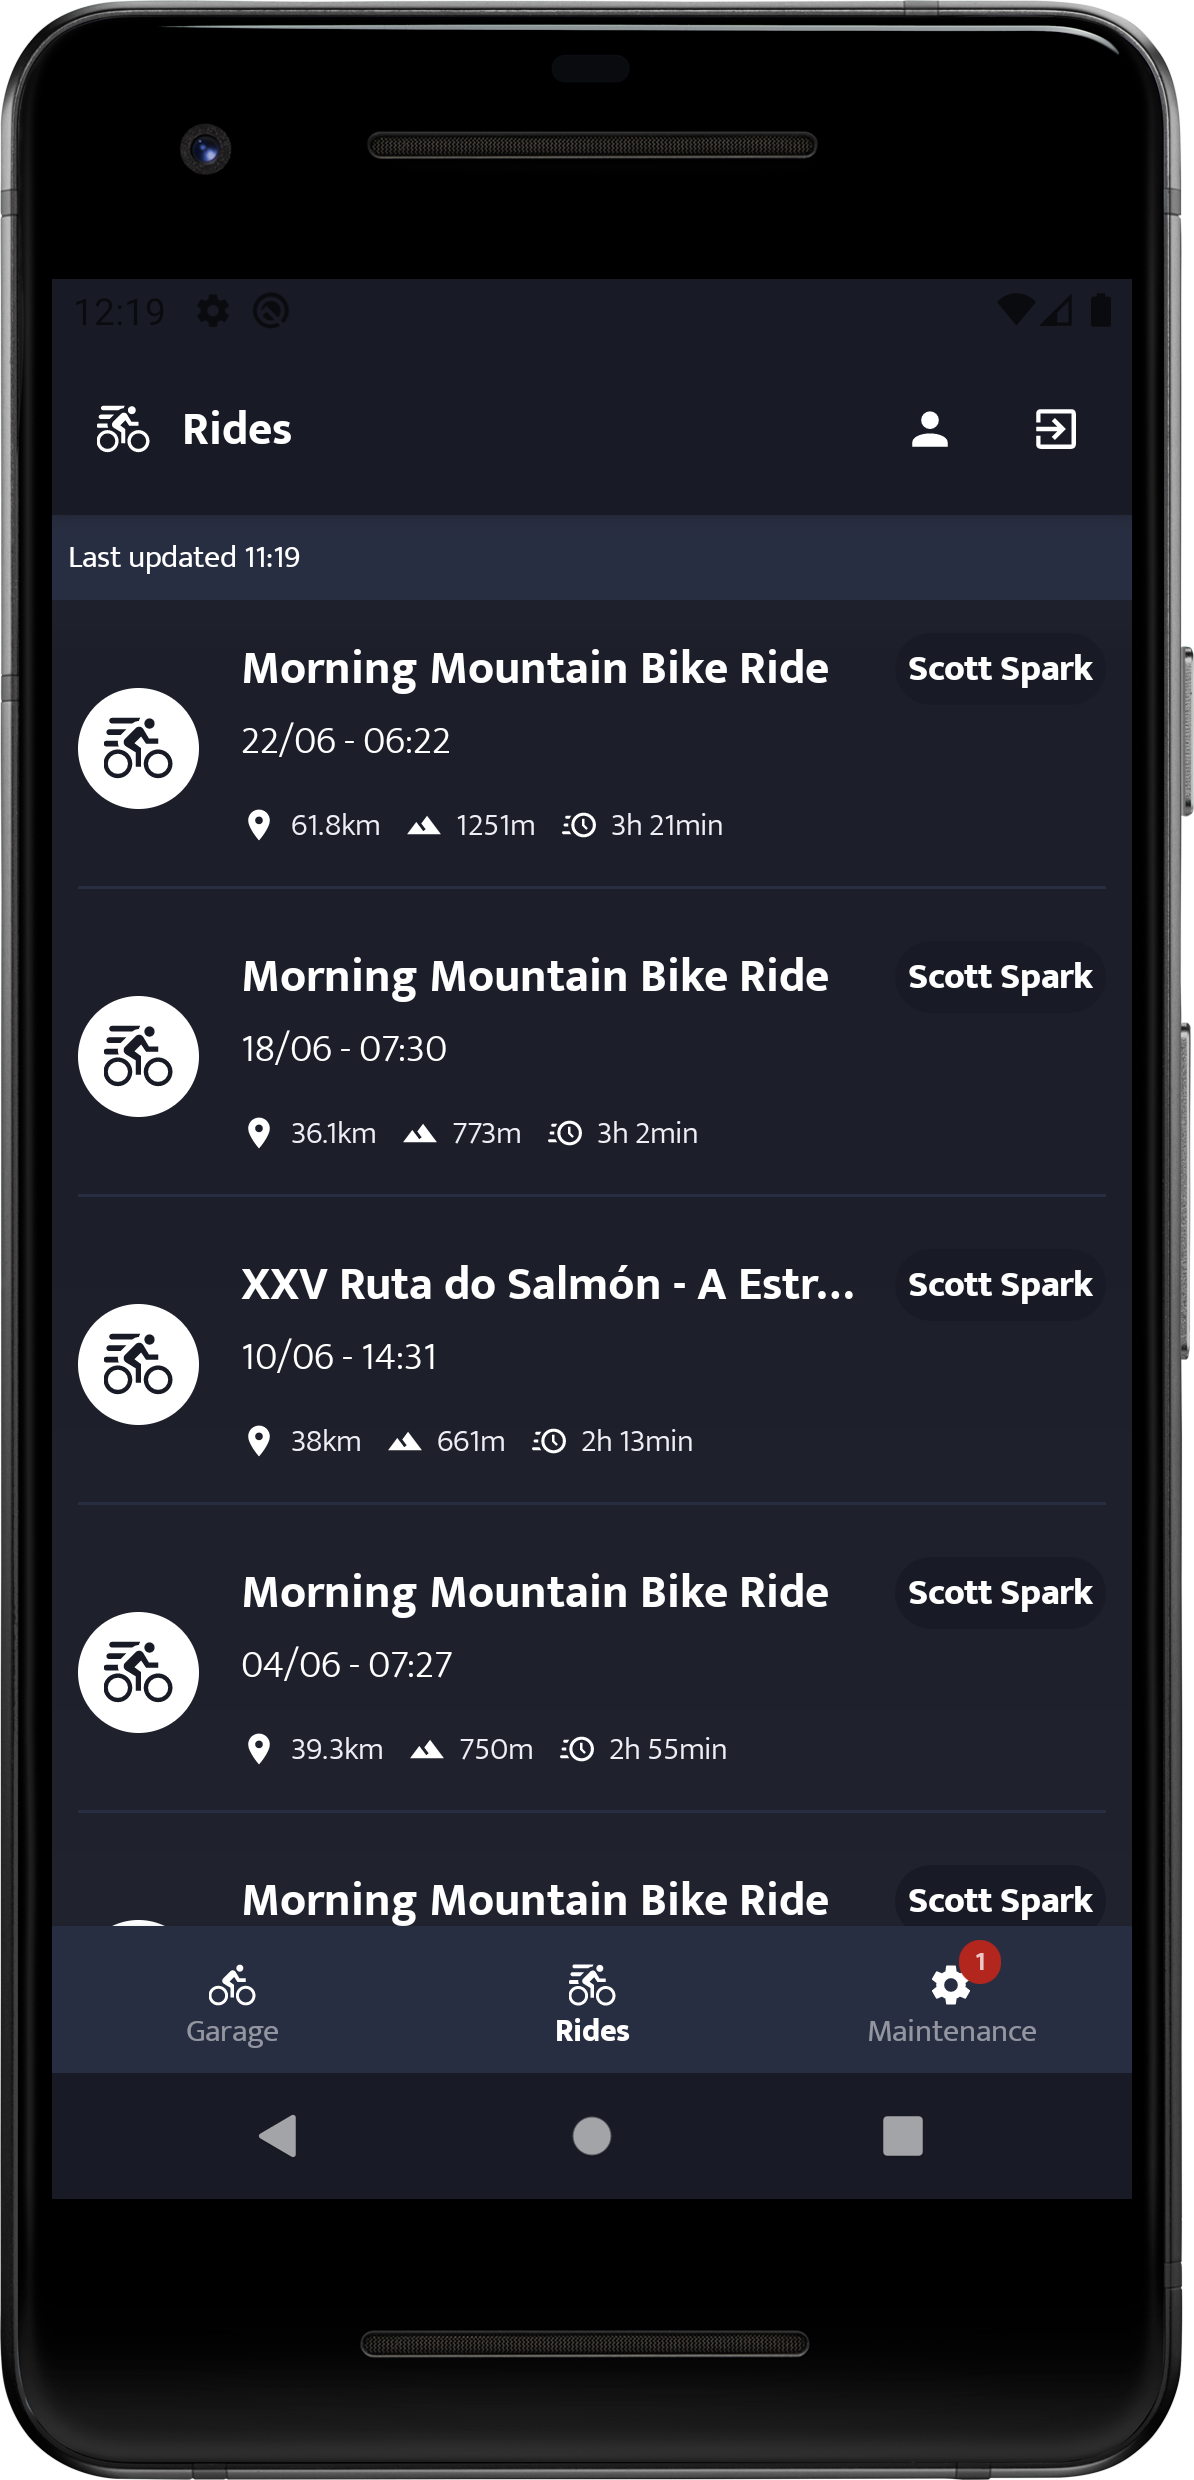 12:19
Rides
Last updated 11:19
Morning Mountain Bike Ride Scott Spark
22/06 - 06:22
61.8km 1251m 3h 21min
Morning Mountain Bike Ride Scott Spark
18/06 - 07:30
36.1km 773m 3h 2min
XXV Ruta do Salmón - A Estr... Scott Spark
10/06 - 14:31
38km 661m 2h 13min
Morning Mountain Bike Ride Scott Spark
04/06 - 07:27
39.3km 750m 2h 55min
Morning Mountain Bike Ride Scott Spark
1
Garage Rides Maintenance